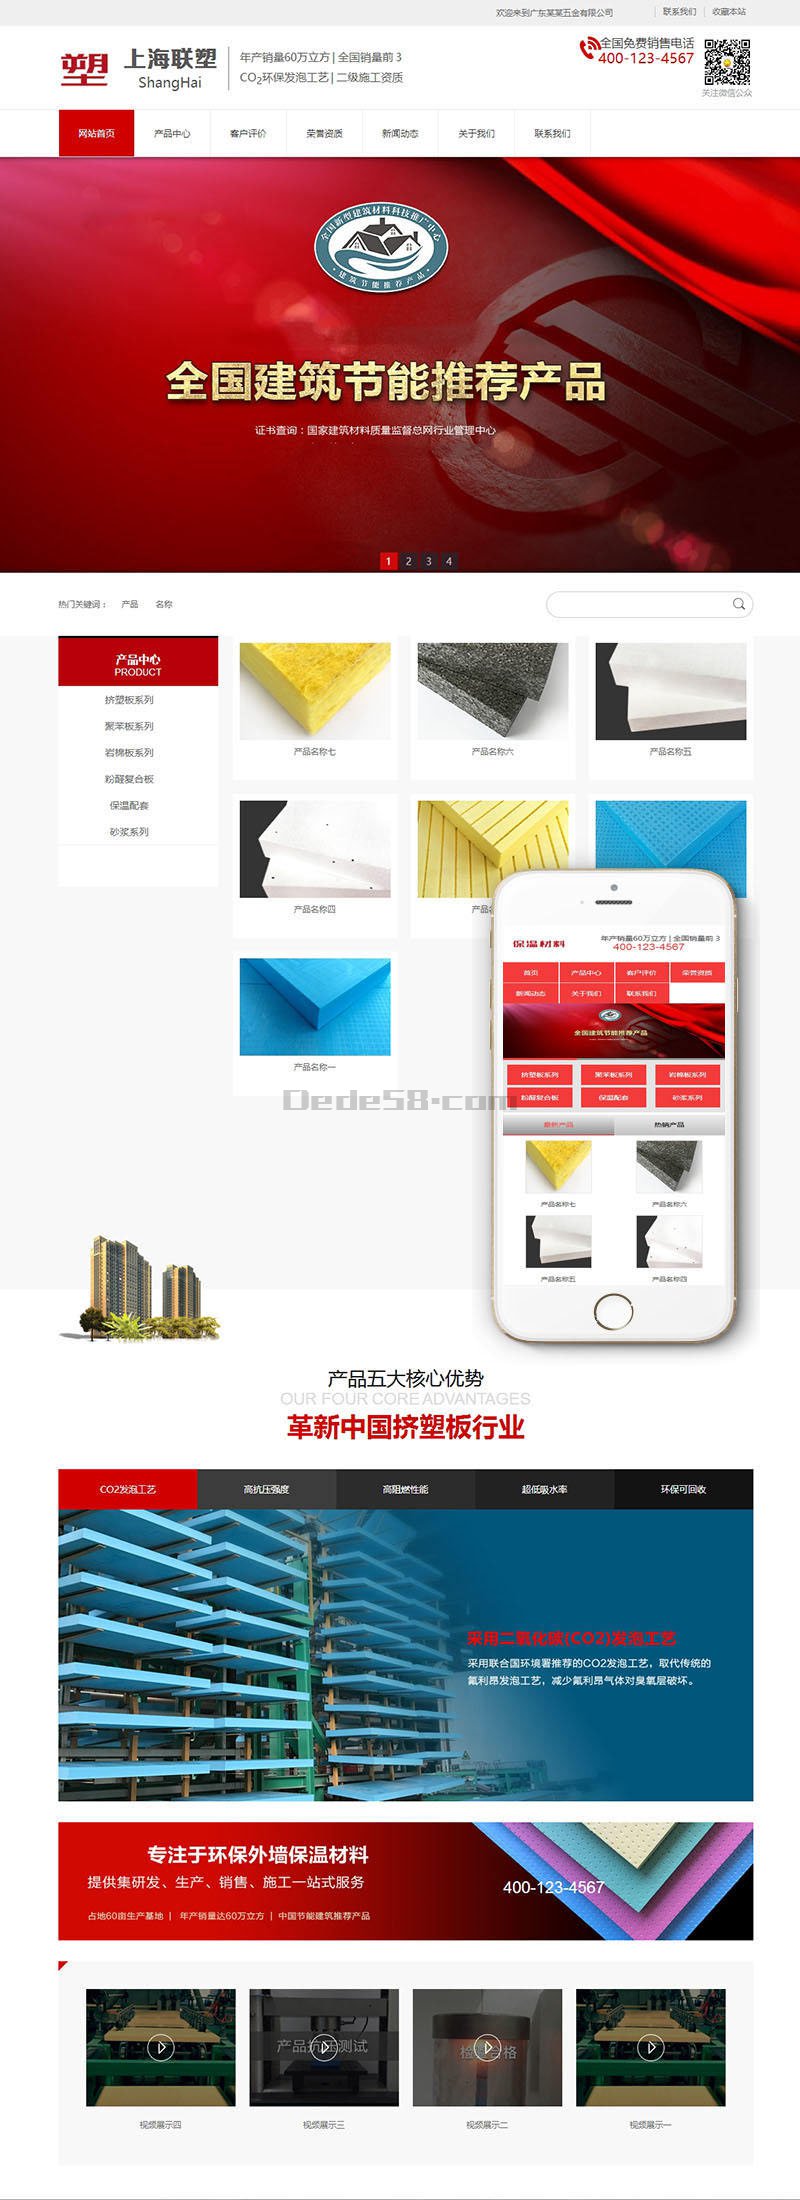 欢迎来到广东某某五金有限公司
联系我们
收藏本站
塑
上海联塑
ShangHai
年产销量60万立方 | 全国销量前 3
CO2环保发泡工艺 | 二级施工资质
全国免费销售电话
400-123-4567
关注微信公众
网站首页
产品中心
客户评价
荣誉资质
新闻动态
关于我们
联系我们
全国新型建筑材料科技推广中心
·建筑节能推荐产品·
全国建筑节能推荐产品
证书查询：国家建筑材料质量监督总网行业管理中心
1 2 3 4
热门关键词： 产品 名称
产品中心
PRODUCT
挤塑板系列
聚苯板系列
岩棉板系列
粉醛复合板
保温配套
砂浆系列
产品名称七
产品名称六
产品名称五
产品名称四
产品名
产品名称一
Dede58.com
保温材料
年产销量60万立方 | 全国销量前 3
400-123-4567
首页
产品中心
客户评价
荣誉资质
新闻动态
关于我们
联系我们
全国建筑节能推荐产品
挤塑板系列
聚苯板系列
岩棉板系列
粉醛复合板
保温配套
砂浆系列
最新产品
热销产品
产品名称七
产品名称六
产品名称五
产品名称四
产品五大核心优势
OUR FOUR CORE ADVANTAGES
革新中国挤塑板行业
CO2发泡工艺
高抗压强度
高阻燃性能
超低吸水率
环保可回收
采用二氧化碳(CO2)发泡工艺
采用联合国环境署推荐的CO2发泡工艺，取代传统的
氟利昂发泡工艺，减少氟利昂气体对臭氧层破坏。
专注于环保外墙保温材料
提供集研发、生产、销售、施工一站式服务
占地60亩生产基地 | 年产销量达60万立方 | 中国节能建筑推荐产品
400-123-4567
产品抗压测试
检测合格
视频展示四
视频展示三
视频展示二
视频展示一